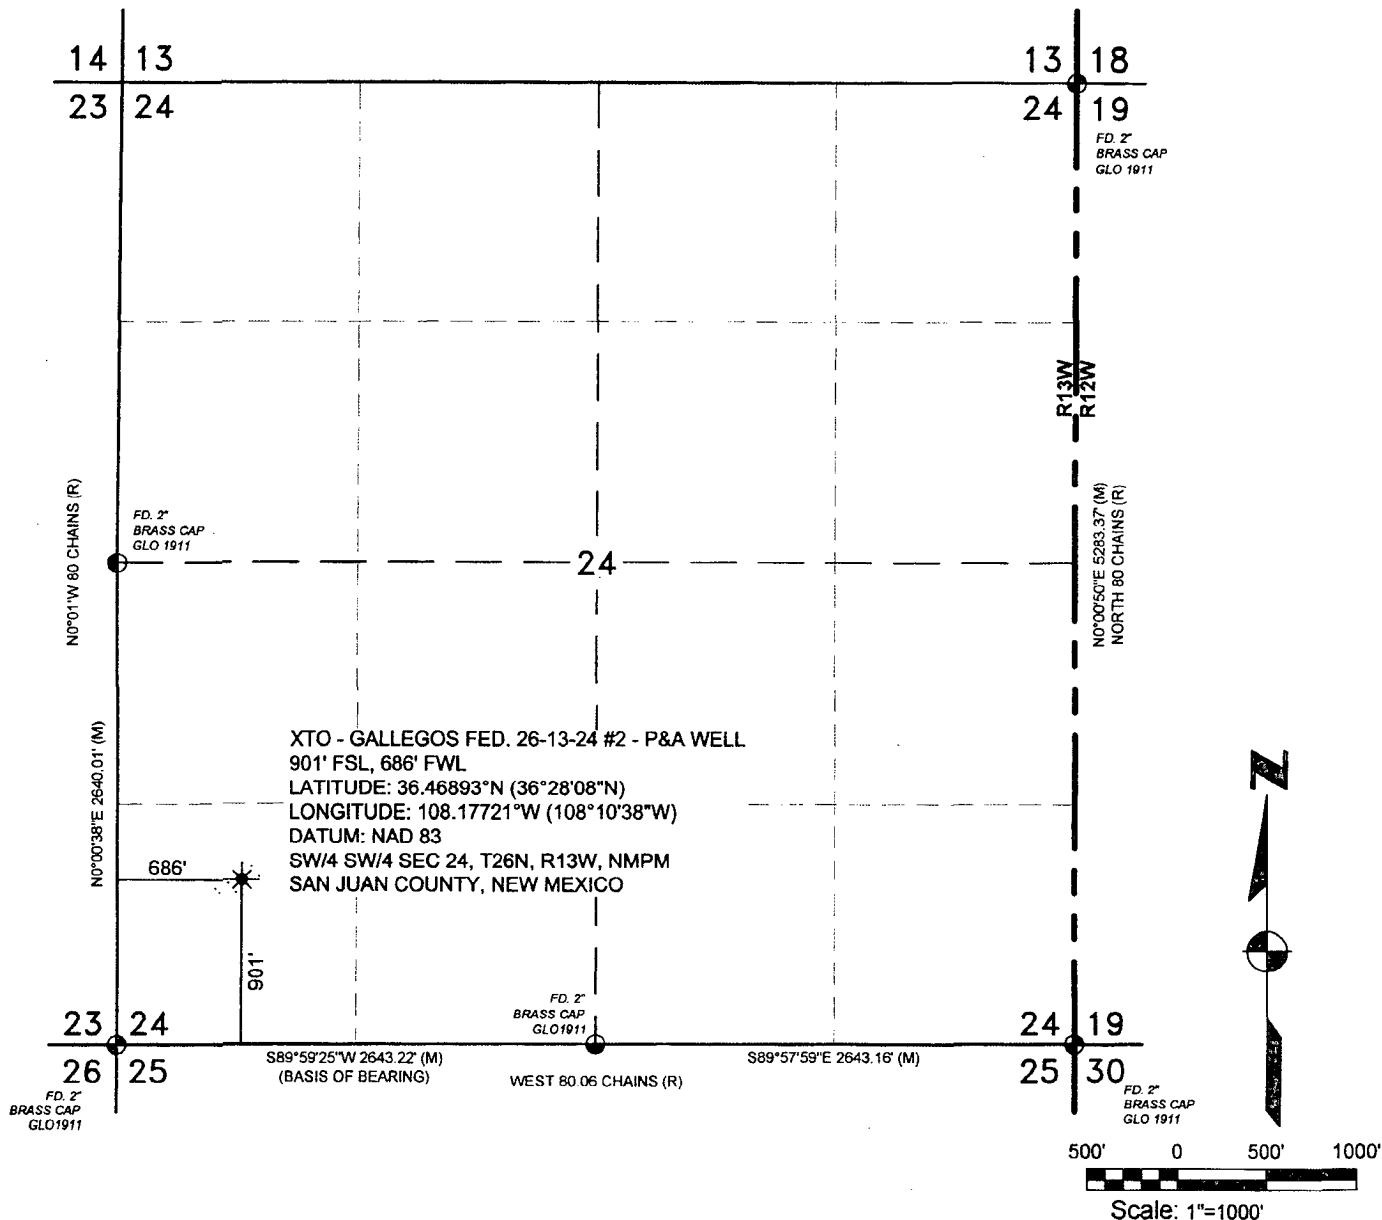 14 13
13 18
23 24
24 19
FD. 2"
BRASS CAP
GLO 1911
R13W
R12W
N0°01'W 80 CHAINS (R)
FD. 2"
BRASS CAP
GLO 1911
24
N0°00'50"E 5283.37' (M)
NORTH 80 CHAINS (R)
N0°00'38"E 2640.01' (M)
XTO - GALLEGOS FED. 26-13-24 #2 - P&A WELL
901' FSL, 686' FWL
LATITUDE: 36.46893°N (36°28'08"N)
LONGITUDE: 108.17721°W (108°10'38"W)
DATUM: NAD 83
SW/4 SW/4 SEC 24, T26N, R13W, NMPM
SAN JUAN COUNTY, NEW MEXICO
686'
901'
N
FD. 2"
BRASS CAP
GLO1911
23 24
24 19
26 25
25 30
S89°59'25"W 2643.22' (M)
(BASIS OF BEARING)
WEST 80.06 CHAINS (R)
S89°57'59"E 2643.16' (M)
FD. 2"
BRASS CAP
GLO1911
FD. 2"
BRASS CAP
GLO 1911
500' 0 500' 1000'
Scale: 1"=1000'